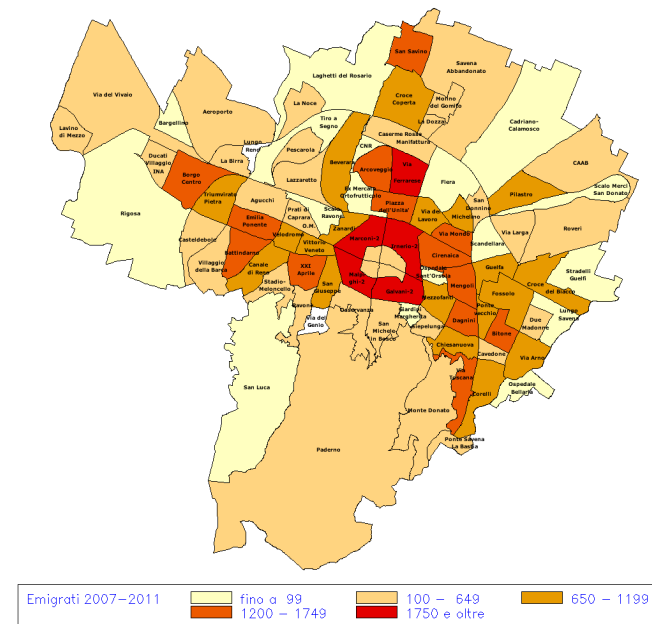 San Savino
Savena
Abbandonato
Laghetti del Rosario
Via del Vivaio
Croce
Coperta
La Noce
Morino
del Gomito
Aeroporto
Bargellino
La Dozza
Cadriano-
Calamosco
Tiro a
Segno
Lavino
di Mezzo
Caserme Rosse
Manifattura
Lungo
Reno
CNR
Pescarola
Ducati
Villaggio
INA
La Birra
Beverara
Arcoveggio
Via
Ferrarese
CAAB
Borgo
Centro
Lazzaretto
Fiera
Ex Mercato
Ortofrutticolo
Scalo Merci
San Donato
Triumvirato
Pietra
Pilastro
Agucchi
San
Donnino
Piazza
dell'Unita'
Rigosa
Prati di
Caprara
O.M.
Scalo
Ravone
Via del
Lavoro
Michelino
Emilia
Ponente
Zanardi
Via Larga
Roveri
Velodromo
Via Mondo
Casteldebole
Marconi-2
Irnerio-2
Scandellara
Vittorio
Veneto
Battindarno
Cirenaica
Villaggio
della Barca
Canale
di Reno
XXI
Aprile
Ospedale
Sant'Orsola
Guelfa
Stradelli
Guelfi
Stadio-
Meloncello
San
Giuseppe
Galvani-2
Mengoli
Croce
del Biacco
Fossolo
Mezzofanti
Ravone
Via del
Genio
Osservanza
Giardini
Margherita
Ponte
vecchio
Lungo
Savena
San
Michele
in Bosco
Siepelunga
Dagnini
Due
Madonne
Bitone
Chiesanuova
Cavedone
Via Arno
San Luca
Via
Toscana
Ospedale
Bellaria
Corelli
Monte Donato
Ponte Savena
La Bastia
Paderno
Emigrati 2007-2011
fino a 99
100 - 649
650 - 1199
1200 - 1749
1750 e oltre